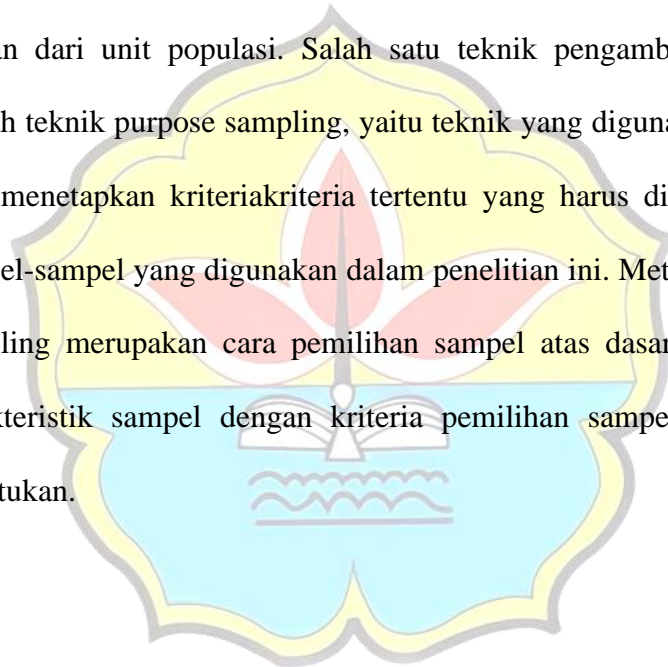 an dari unit populasi. Salah satu teknik pengamb
h teknik purpose sampling, yaitu teknik yang diguna
menetapkan kriteriakriteria tertentu yang harus di
el-sampel yang digunakan dalam penelitian ini. Met
ling merupakan cara pemilihan sampel atas dasar
kteristik sampel dengan kriteria pemilihan sampe
tukan.